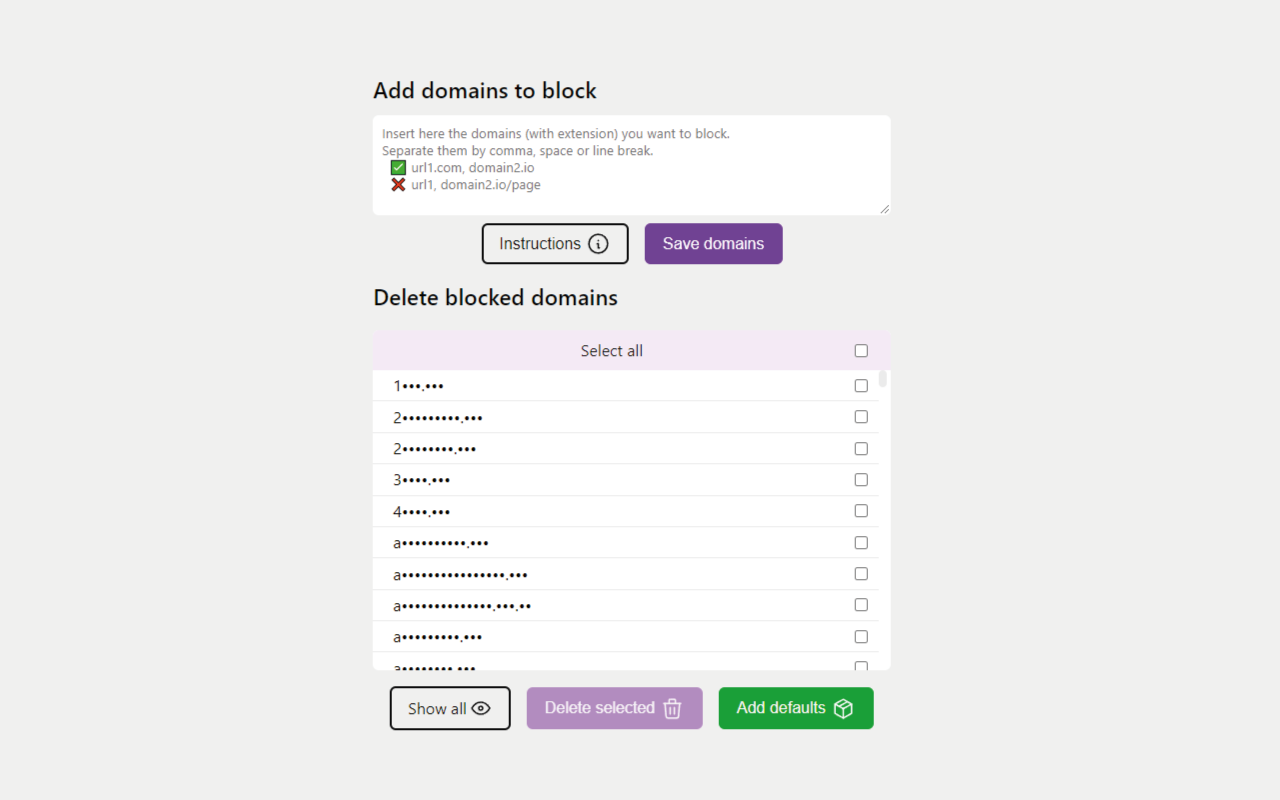 Add domains to block
Insert here the domains (with extension) you want to block.
Separate them by comma, space or line break.
✅ url1.com, domain2.io
❌ url1, domain2.io/page
Instructions
Save domains
Delete blocked domains
Select all
1•••.•••
2•••••••••.•••
2••••••••.•••
3••••.•••
4••••.•••
a••••••••••.•••
a••••••••••••••••.•••
a••••••••••••••.•••.••
a•••••••••.•••
a••••••••.•••
Show all
Delete selected
Add defaults